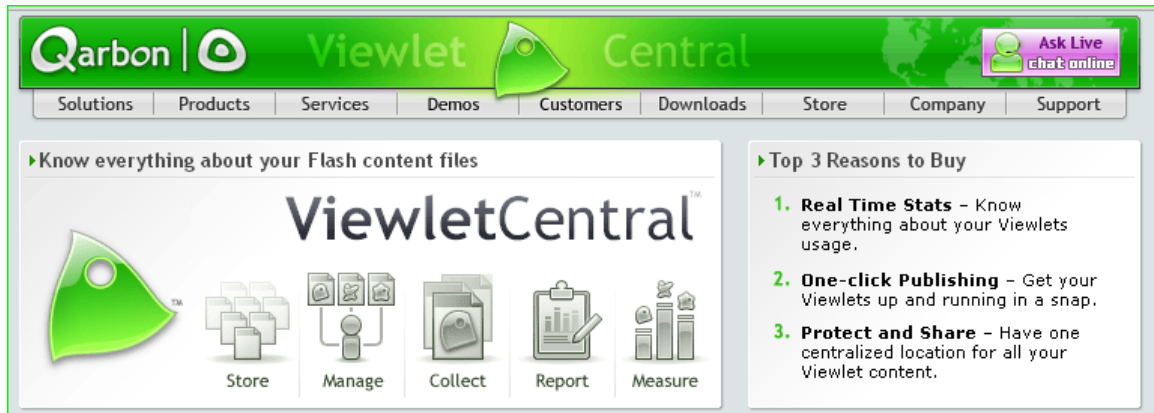 Qarbon
Viewlet Central
Ask Live
chat online
Solutions Products Services Demos Customers Downloads Store Company Support
Know everything about your Flash content files
ViewletCentral™
™
Store Manage Collect Report Measure
Top 3 Reasons to Buy
1. Real Time Stats – Know
everything about your Viewlets
usage.
2. One-click Publishing – Get your
Viewlets up and running in a snap.
3. Protect and Share – Have one
centralized location for all your
Viewlet content.